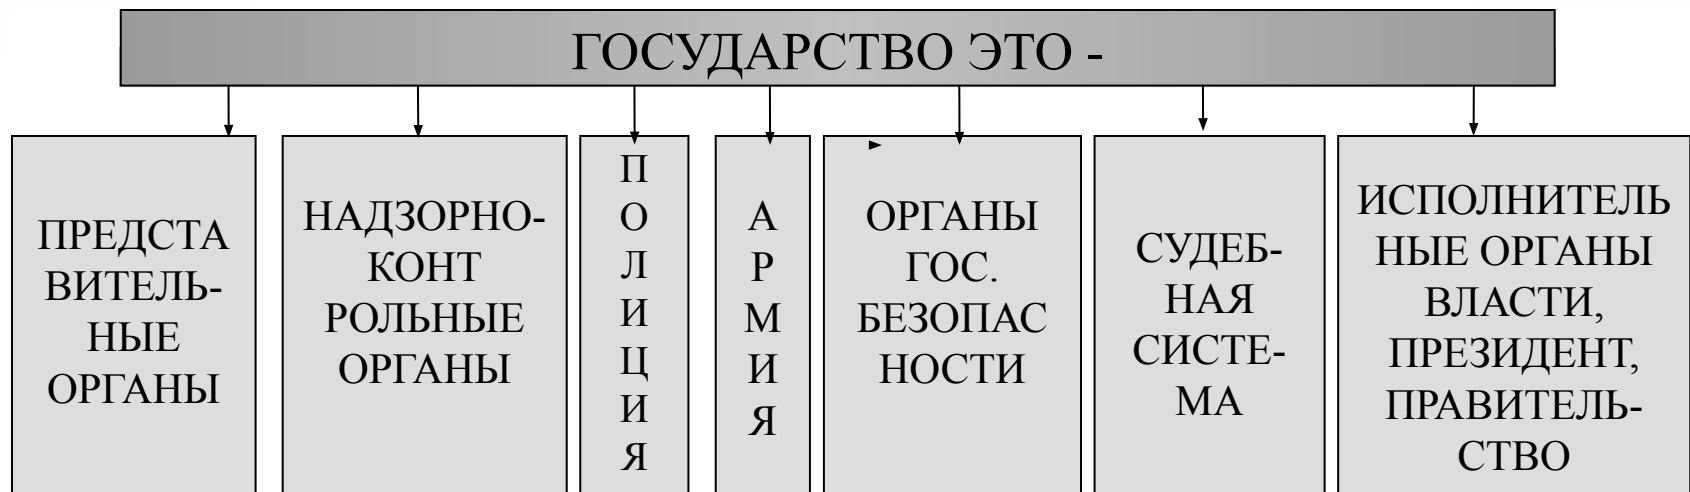 ГОСУДАРСТВО ЭТО -
ПРЕДСТА
ВИТЕЛЬ-
НЫЕ
ОРГАНЫ
НАДЗОРНО-
КОНТ
РОЛЬНЫЕ
ОРГАНЫ
П
О
Л
И
Ц
И
Я
А
Р
М
И
Я
ОРГАНЫ
ГОС.
БЕЗОПАС
НОСТИ
СУДЕБ-
НАЯ
СИСТЕ-
МА
ИСПОЛНИТЕЛЬ
НЫЕ ОРГАНЫ
ВЛАСТИ,
ПРЕЗИДЕНТ,
ПРАВИТЕЛЬ-
СТВО